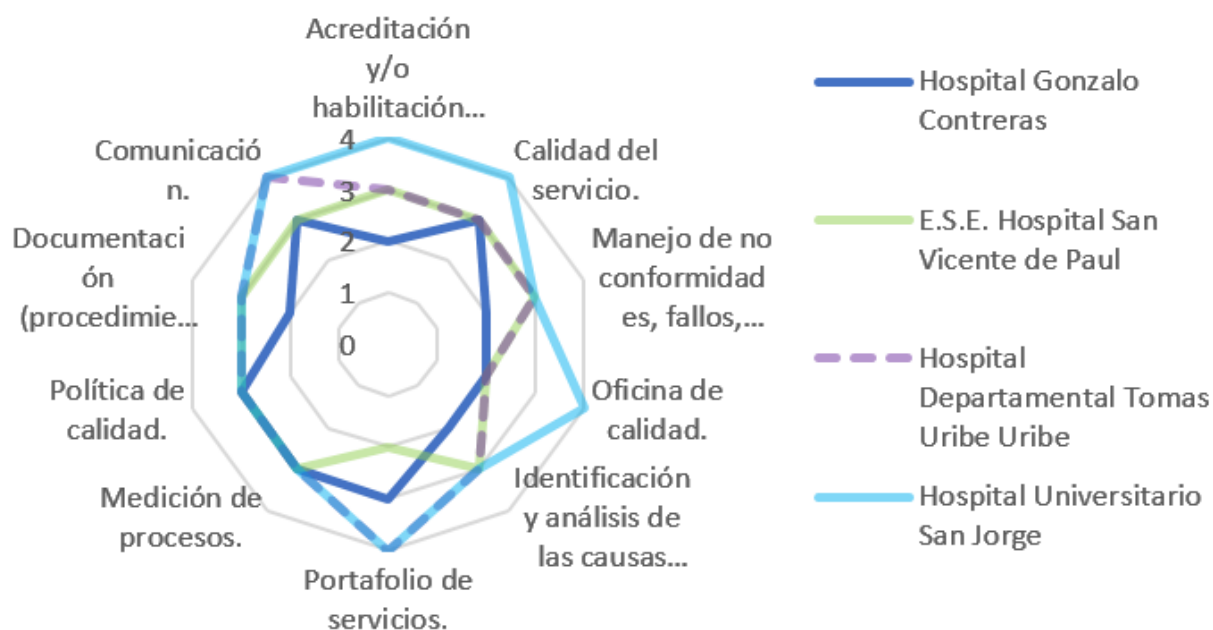 Acreditación
y/o
habilitación...
Calidad del
servicio.
Manejo de no
conformidad
es, fallos,...
Oficina de
calidad.
Identificación
y análisis de
las causas...
Portafolio de
servicios.
Medición de
procesos.
Política de
calidad.
Documentaci
ón
(procedimie...
Comunicació
n.
4
3
2
1
0
Hospital Gonzalo
Contreras
E.S.E. Hospital San
Vicente de Paul
Hospital
Departamental Tomas
Uribe Uribe
Hospital Universitario
San Jorge